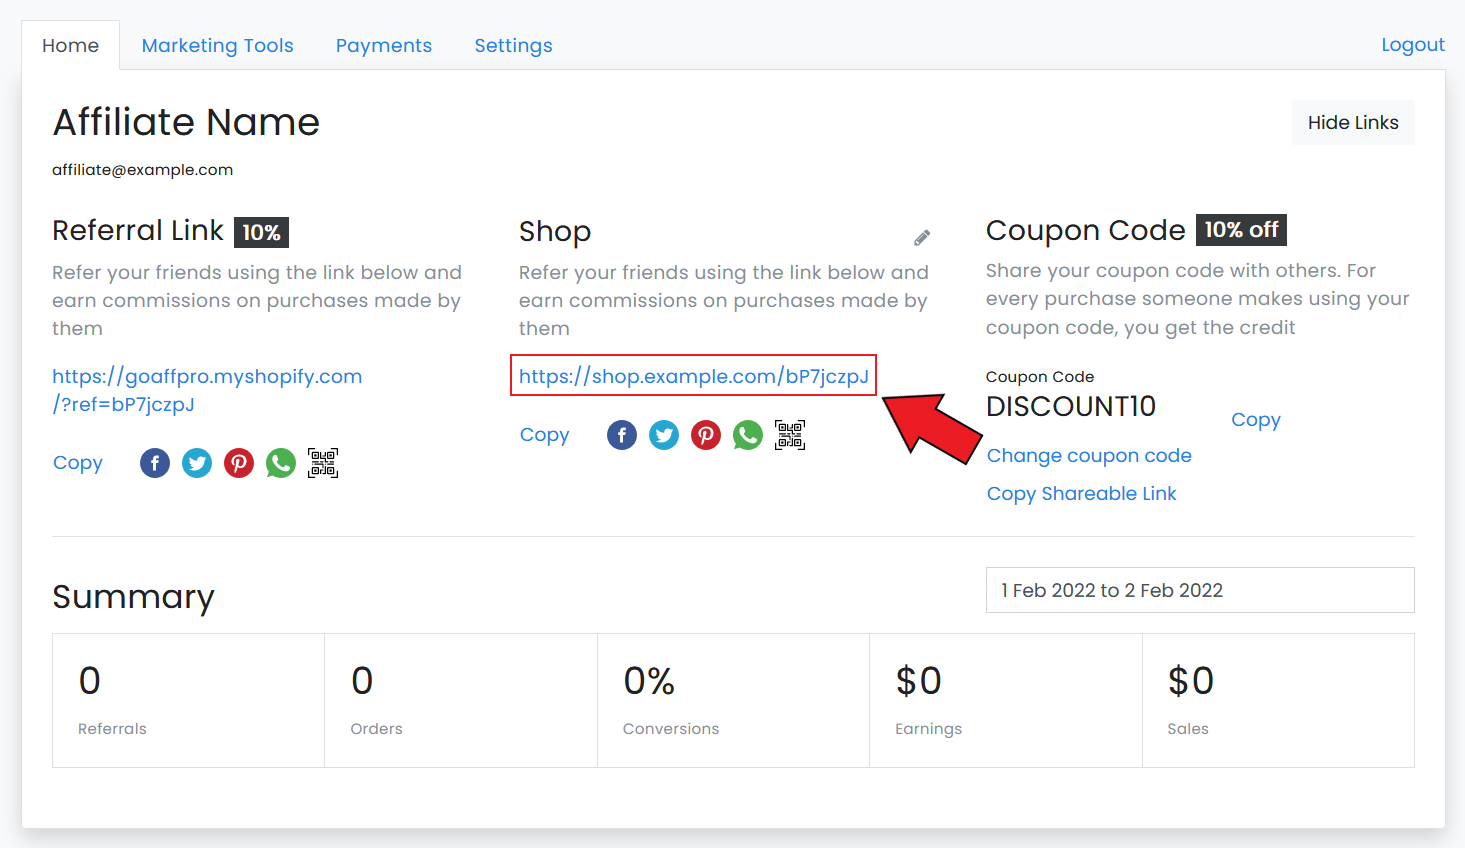 Home
Marketing Tools
Payments
Settings
Logout
Affiliate Name
Hide Links
affiliate@example.com
Referral Link 10%
Refer your friends using the link below and
earn commissions on purchases made by
them
https://goaffpro.myshopify.com
/?ref=bP7jczpJ
Copy
Shop
Refer your friends using the link below and
earn commissions on purchases made by
them
https://shop.example.com/bP7jczpJ
Copy
Coupon Code 10% off
Share your coupon code with others. For
every purchase someone makes using your
coupon code, you get the credit
Coupon Code
DISCOUNT10
Copy
Change coupon code
Copy Shareable Link
Summary
1 Feb 2022 to 2 Feb 2022
0
Referrals
0
Orders
0%
Conversions
$0
Earnings
$0
Sales